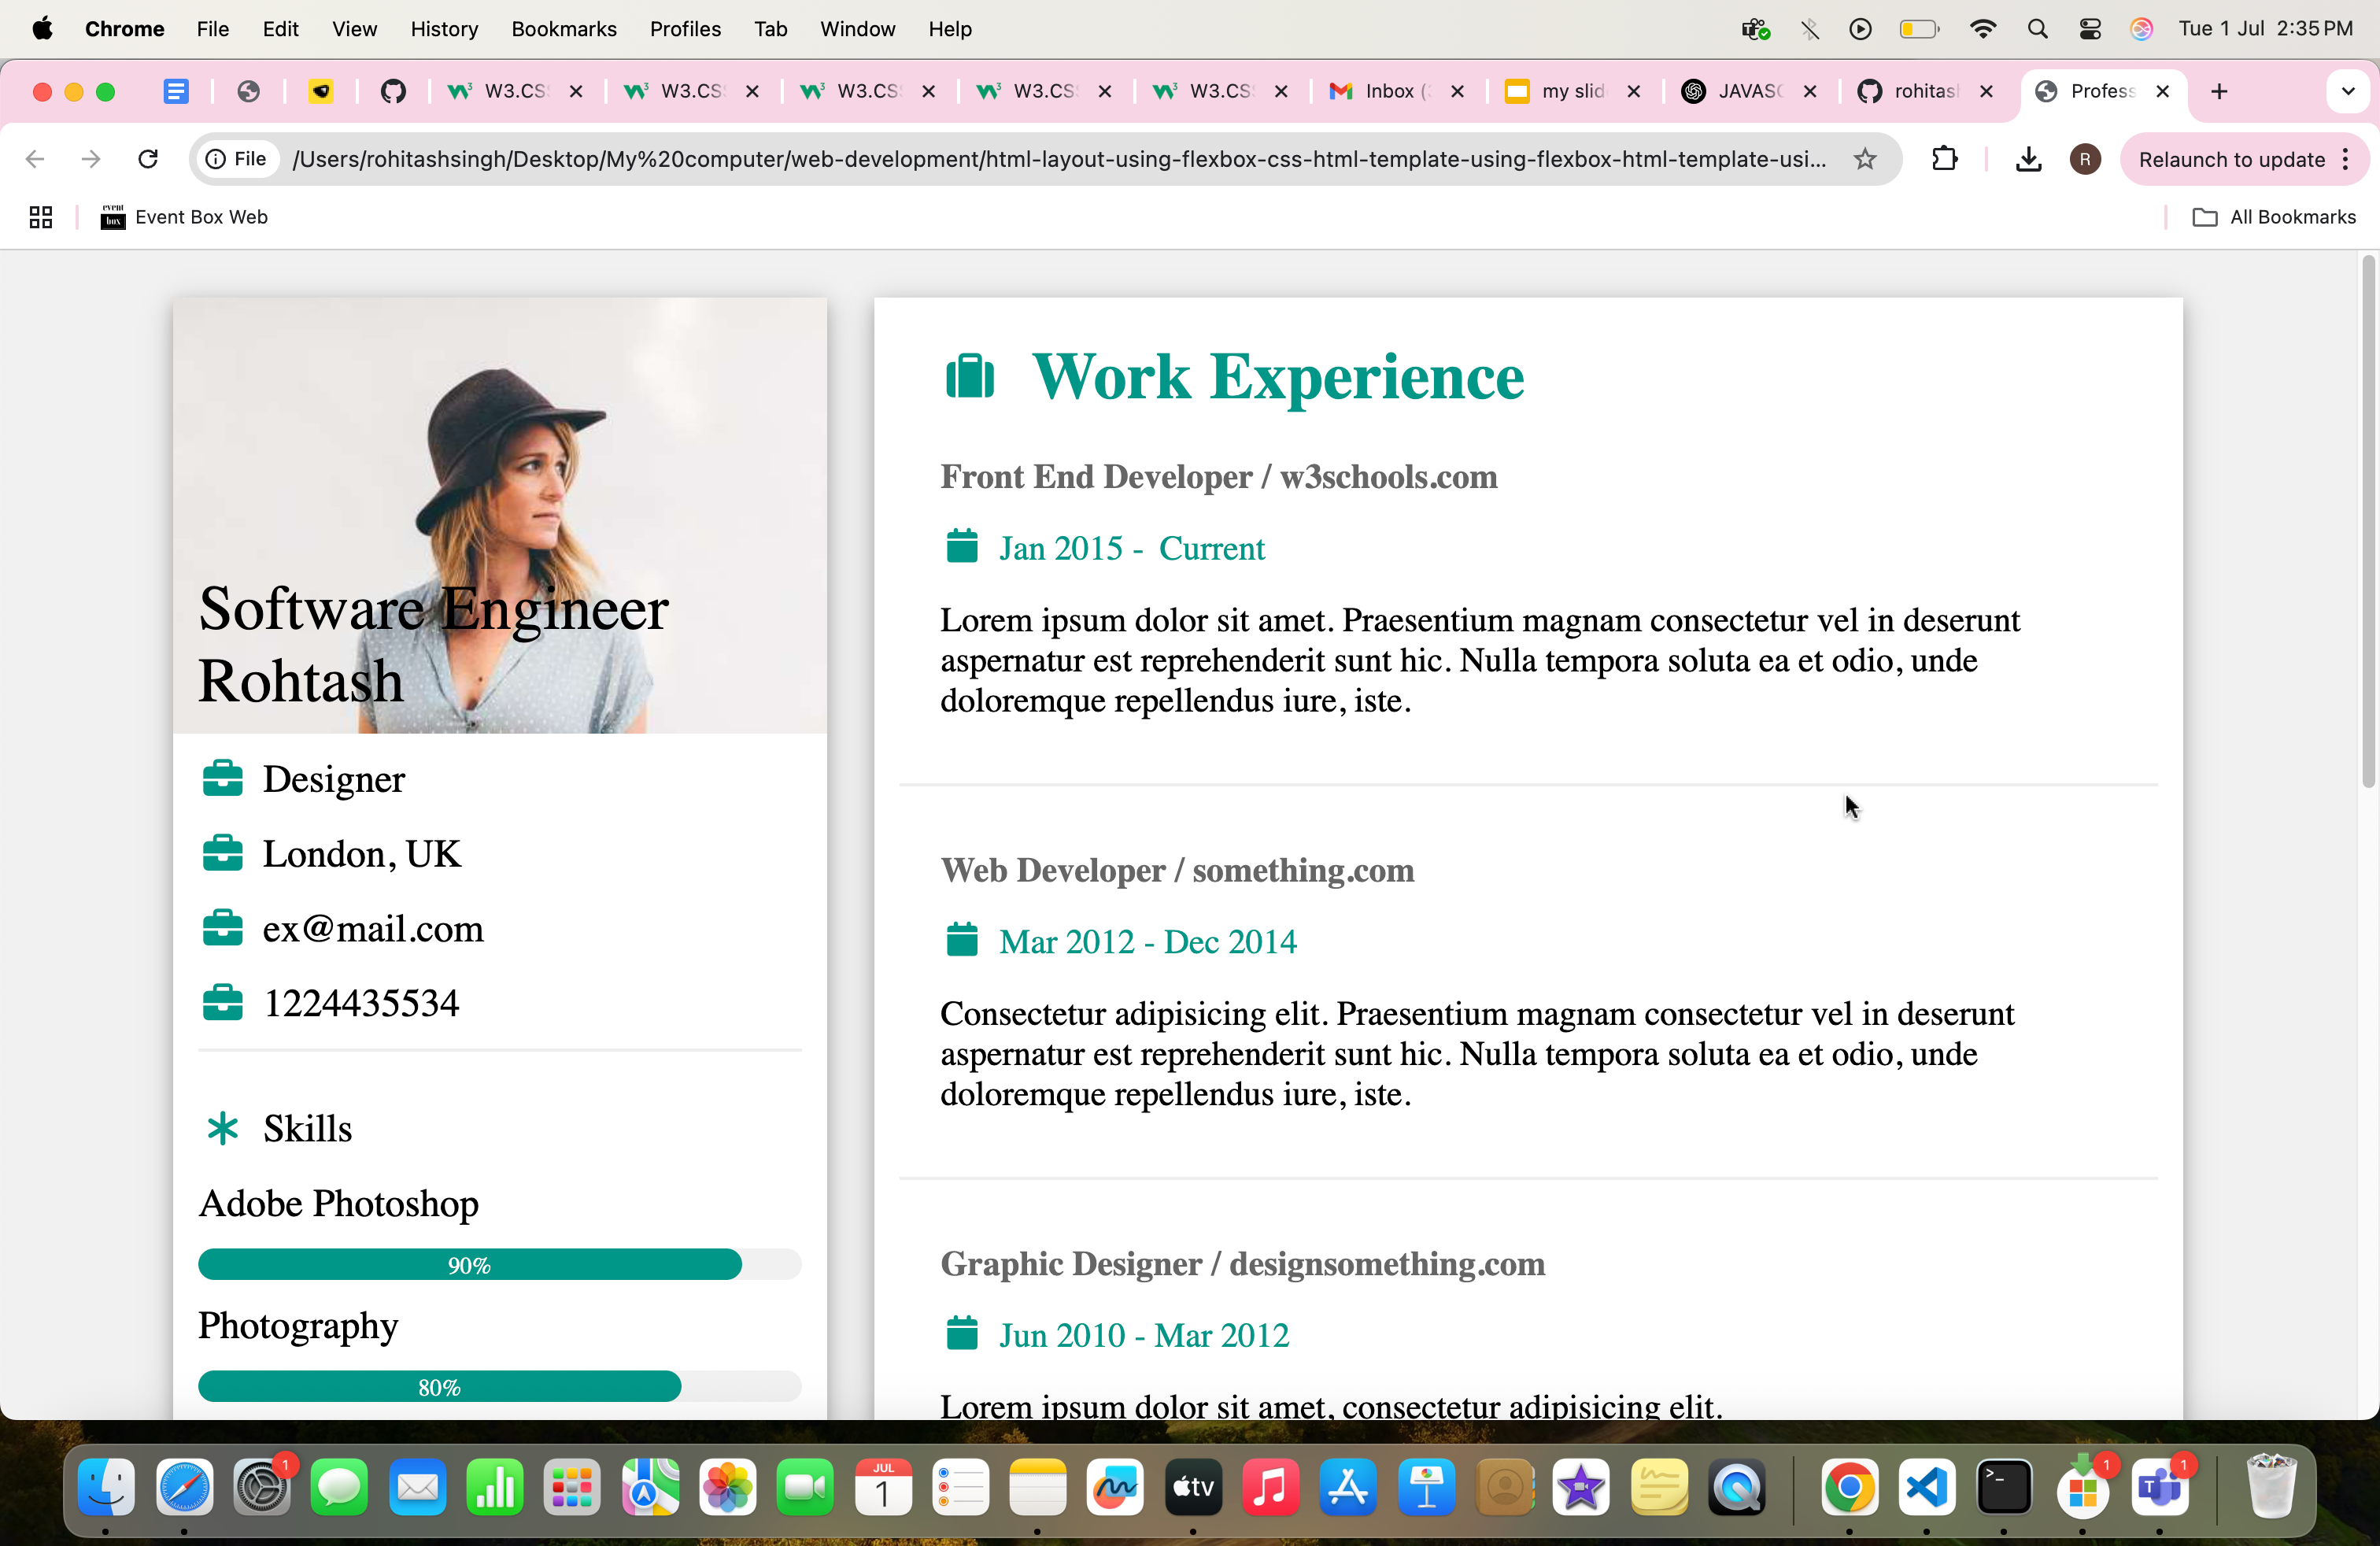 Chrome File Edit View History Bookmarks Profiles Tab Window Help Tue 1 Jul 2:35 PM
W3.CS W3.CS W3.CS W3.CS W3.CS Inbox ( my slid JAVASC rohitas Profess
File /Users/rohitashsingh/Desktop/My%20computer/web-development/html-layout-using-flexbox-css-html-template-using-flexbox-html-template-usi... R Relaunch to update
event box Event Box Web All Bookmarks
Software Engineer
Rohtash
Designer
London, UK
ex@mail.com
1224435534
Skills
Adobe Photoshop
90%
Photography
80%
Work Experience
Front End Developer / w3schools.com
Jan 2015 - Current
Lorem ipsum dolor sit amet. Praesentium magnam consectetur vel in deserunt
aspernatur est reprehenderit sunt hic. Nulla tempora soluta ea et odio, unde
doloremque repellendus iure, iste.
Web Developer / something.com
Mar 2012 - Dec 2014
Consectetur adipisicing elit. Praesentium magnam consectetur vel in deserunt
aspernatur est reprehenderit sunt hic. Nulla tempora soluta ea et odio, unde
doloremque repellendus iure, iste.
Graphic Designer / designsomething.com
Jun 2010 - Mar 2012
Lorem ipsum dolor sit amet, consectetur adipisicing elit.
1 JUL 1 tv 1 1